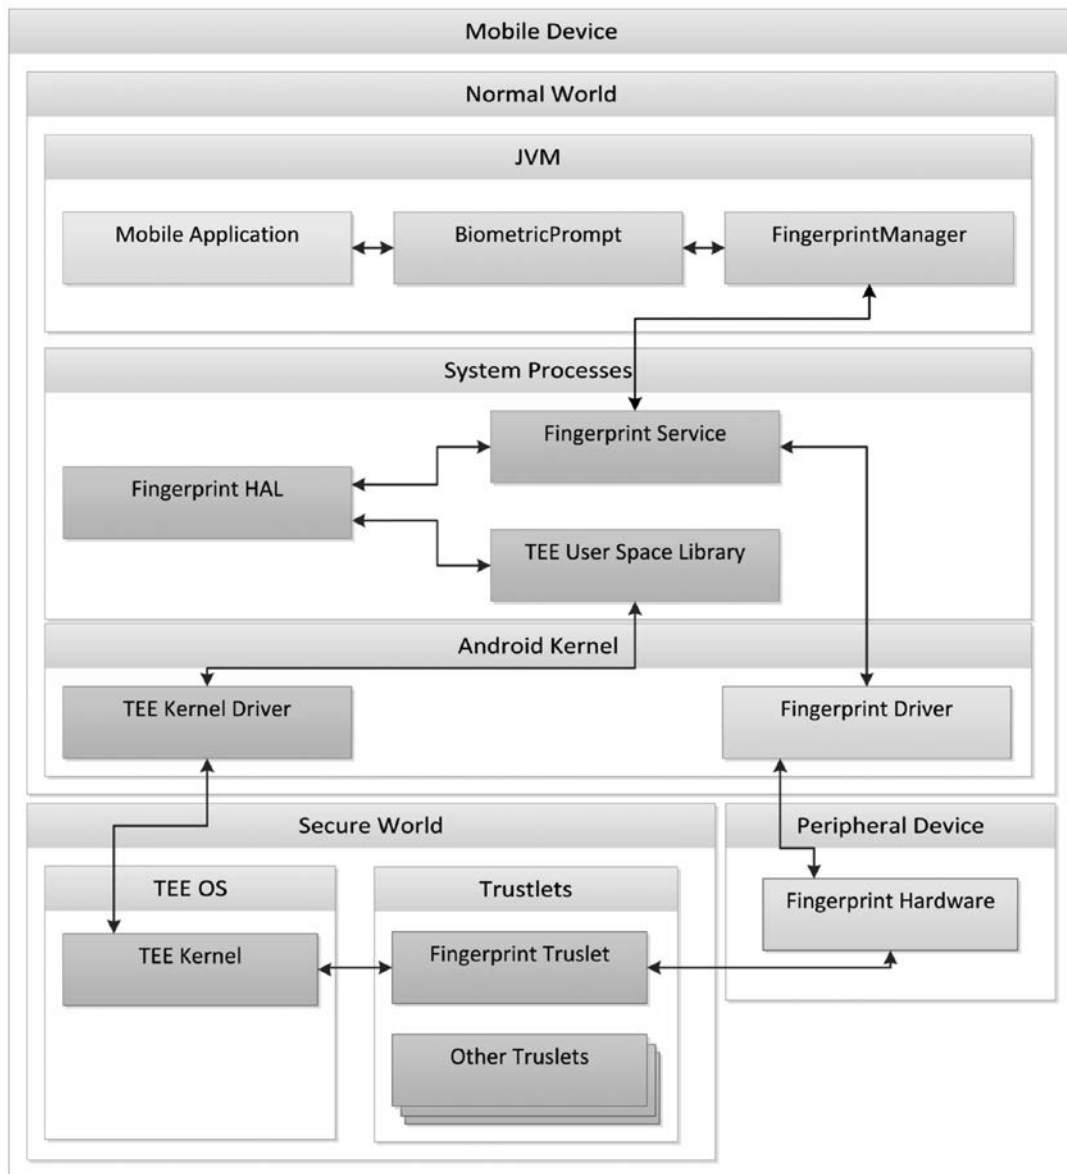 Mobile Device
Normal World
JVM
Mobile Application
BiometricPrompt
FingerprintManager
System Processes
Fingerprint Service
Fingerprint HAL
TEE User Space Library
Android Kernel
TEE Kernel Driver
Fingerprint Driver
Secure World
Peripheral Device
TEE OS
Trustlets
Fingerprint Hardware
TEE Kernel
Fingerprint Truslet
Other Truslets